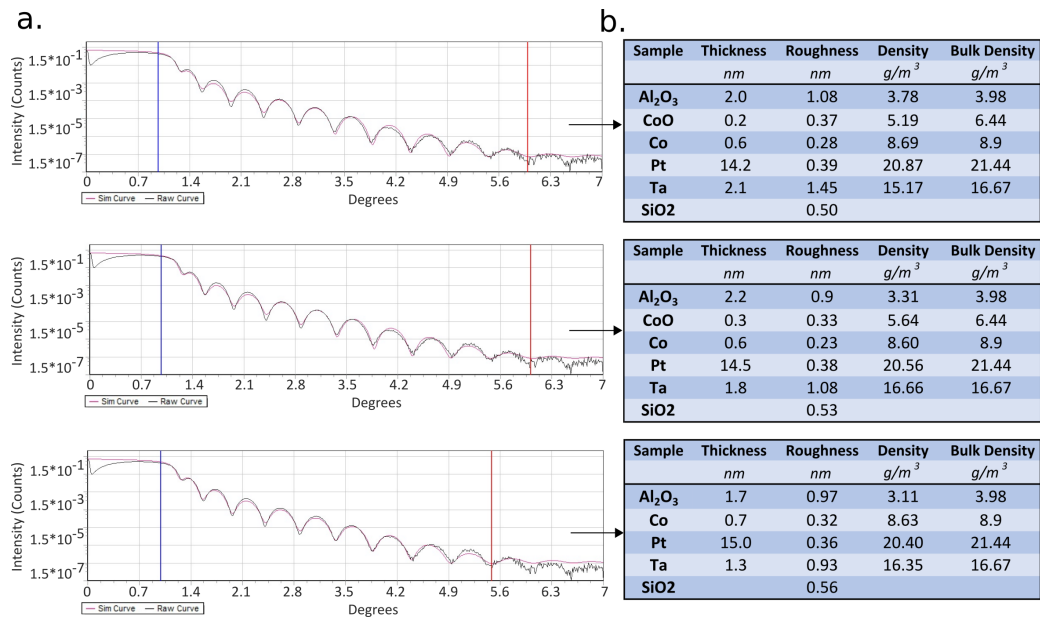 a.
Intensity (Counts)
1.5*10⁻¹
1.5*10⁻³
1.5*10⁻⁵
1.5*10⁻⁷
0 0.7 1.4 2.1 2.8 3.5 4.2 4.9 5.6 6.3 7
Degrees
Sim Curve Raw Curve
Intensity (Counts)
1.5*10⁻¹
1.5*10⁻³
1.5*10⁻⁵
1.5*10⁻⁷
0 0.7 1.4 2.1 2.8 3.5 4.2 4.9 5.6 6.3 7
Degrees
Sim Curve Raw Curve
Intensity (Counts)
1.5*10⁻¹
1.5*10⁻³
1.5*10⁻⁵
1.5*10⁻⁷
0 0.7 1.4 2.1 2.8 3.5 4.2 4.9 5.6 6.3 7
Degrees
Sim Curve Raw Curve
b.
Sample Thickness Roughness Density Bulk Density
nm nm g/m³ g/m³
Al₂O₃ 2.0 1.08 3.78 3.98
CoO 0.2 0.37 5.19 6.44
Co 0.6 0.28 8.69 8.9
Pt 14.2 0.39 20.87 21.44
Ta 2.1 1.45 15.17 16.67
SiO2 0.50
Sample Thickness Roughness Density Bulk Density
nm nm g/m³ g/m³
Al₂O₃ 2.2 0.9 3.31 3.98
CoO 0.3 0.33 5.64 6.44
Co 0.6 0.23 8.60 8.9
Pt 14.5 0.38 20.56 21.44
Ta 1.8 1.08 16.66 16.67
SiO2 0.53
Sample Thickness Roughness Density Bulk Density
nm nm g/m³ g/m³
Al₂O₃ 1.7 0.97 3.11 3.98
Co 0.7 0.32 8.63 8.9
Pt 15.0 0.36 20.40 21.44
Ta 1.3 0.93 16.35 16.67
SiO2 0.56